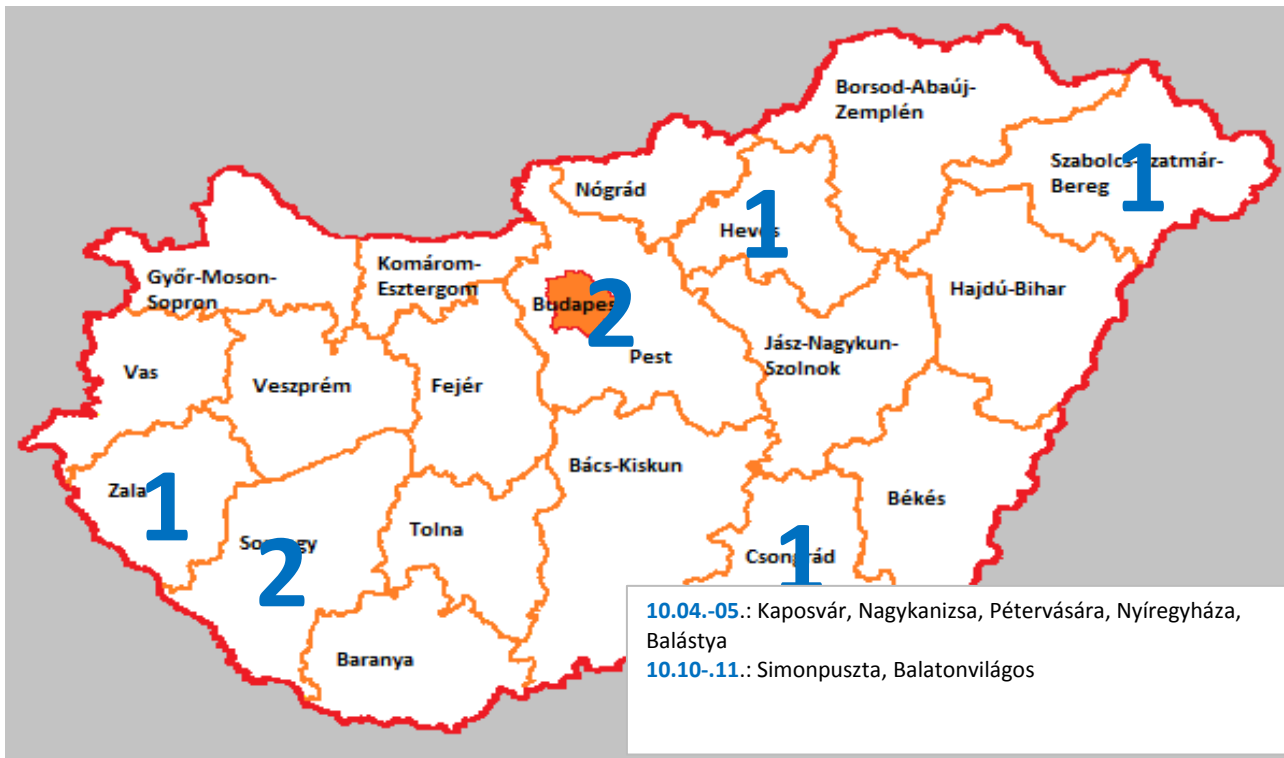 Borsod-Abaúj-
Zemplén
Szabolcs-Szatmár-
Bereg
1
Nógrád
Heves
1
Győr-Moson-
Sopron
Komárom-
Esztergom
Budapest
2
Pest
Hajdú-Bihar
Jász-Nagykun-
Szolnok
Vas
Veszprém
Fejér
Bács-Kiskun
Zala
1
Somogy
2
Tolna
Békés
Csongrád
1
Baranya
10.04.-05.: Kaposvár, Nagykanizsa, Pétervására, Nyíregyháza,
Balástya
10.10-.11.: Simonpuszta, Balatonvilágos